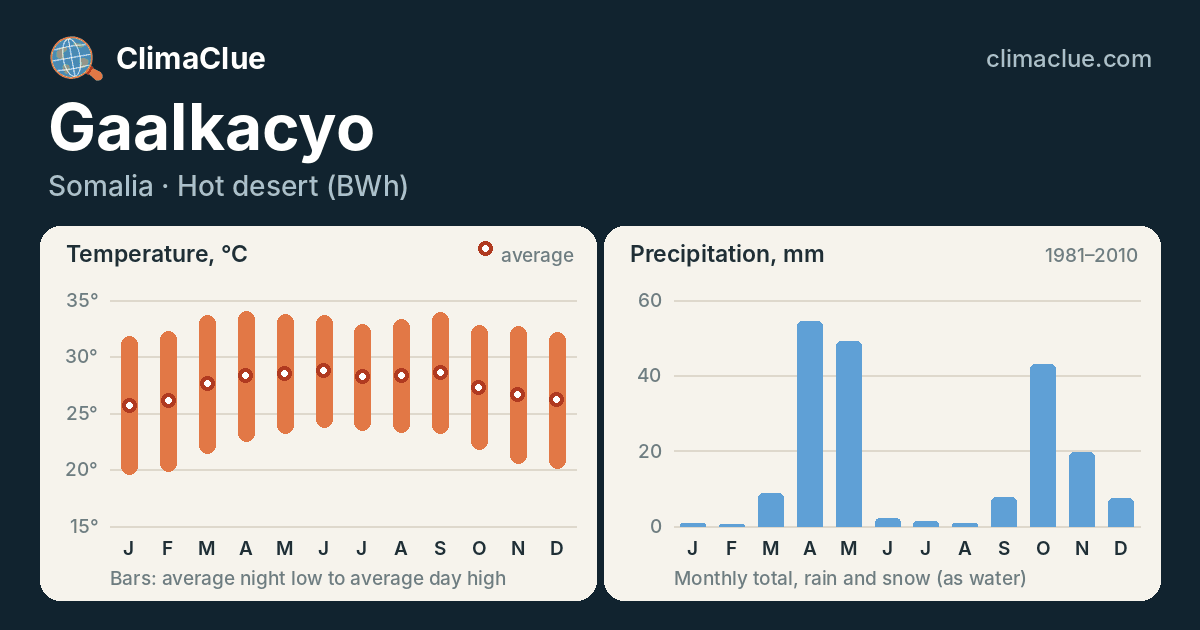 ClimaClue
climaclue.com
Gaalkacyo
Somalia · Hot desert (BWh)
Temperature, °C
average
35°
30°
25°
20°
15°
J F M A M J J A S O N D
Bars: average night low to average day high
Precipitation, mm
1981–2010
60
40
20
0
J F M A M J J A S O N D
Monthly total, rain and snow (as water)